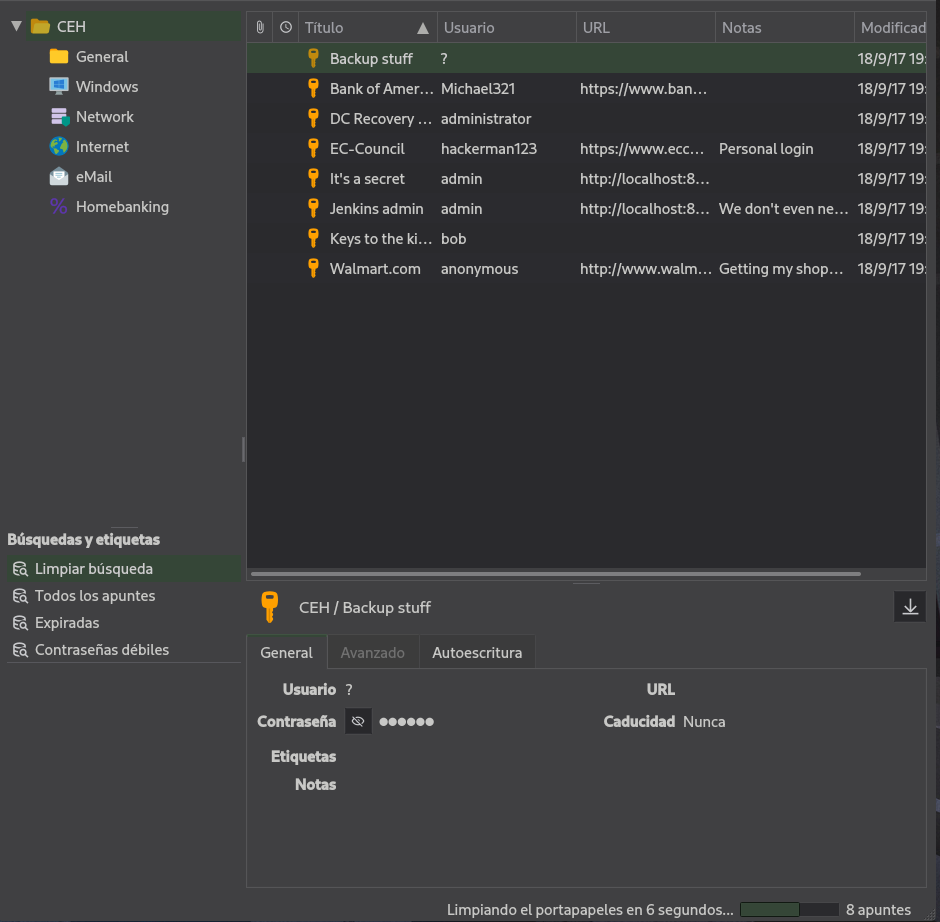 CEH
General
Windows
Network
Internet
eMail
Homebanking
Búsquedas y etiquetas
Limpiar búsqueda
Todos los apuntes
Expiradas
Contraseñas débiles
Título Usuario URL Notas Modificad
Backup stuff ? 18/9/17 19:
Bank of Amer... Michael321 https://www.ban... 18/9/17 19:
DC Recovery ... administrator 18/9/17 19:
EC-Council hackerman123 https://www.ecc... Personal login 18/9/17 19:
It's a secret admin http://localhost:8... 18/9/17 19:
Jenkins admin admin http://localhost:8... We don't even ne... 18/9/17 19:
Keys to the ki... bob 18/9/17 19:
Walmart.com anonymous http://www.walm... Getting my shop... 18/9/17 19:
CEH / Backup stuff
General Avanzado Autoescritura
Usuario ? URL
Contraseña ●●●●●● Caducidad Nunca
Etiquetas
Notas
Limpiando el portapapeles en 6 segundos... 8 apuntes